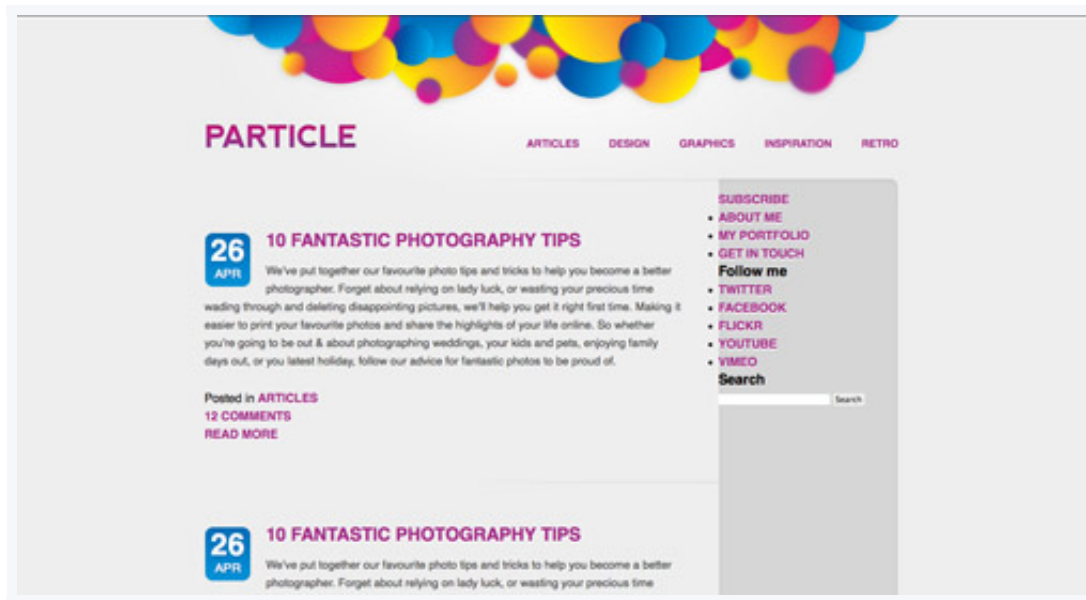 PARTICLE
ARTICLES DESIGN GRAPHICS INSPIRATION RETRO
26
APR
10 FANTASTIC PHOTOGRAPHY TIPS
We've put together our favourite photo tips and tricks to help you become a better
photographer. Forget about relying on lady luck, or wasting your precious time
wading through and deleting disappointing pictures, we'll help you get it right first time. Making it
easier to print your favourite photos and share the highlights of your life online. So whether
you're going to be out & about photographing weddings, your kids and pets, enjoying family
days out, or you latest holiday, follow our advice for fantastic photos to be proud of.
Posted in ARTICLES
12 COMMENTS
READ MORE
26
APR
10 FANTASTIC PHOTOGRAPHY TIPS
We've put together our favourite photo tips and tricks to help you become a better
photographer. Forget about relying on lady luck, or wasting your precious time
SUBSCRIBE
ABOUT ME
MY PORTFOLIO
GET IN TOUCH
Follow me
TWITTER
FACEBOOK
FLICKR
YOUTUBE
VIMEO
Search
Search